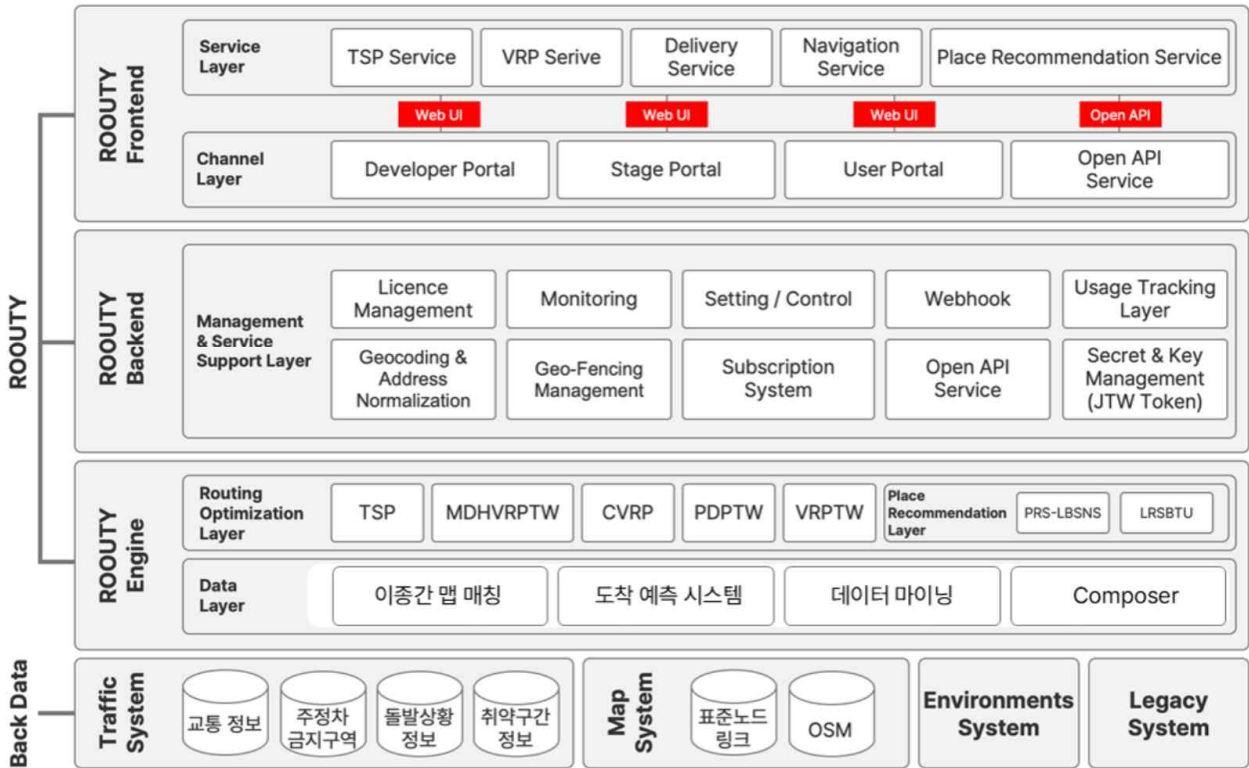 ROOUTY
ROOUTY
Frontend
Service
Layer
TSP Service
VRP Serive
Delivery
Service
Navigation
Service
Place Recommendation Service
Web UI
Web UI
Web UI
Open API
Channel
Layer
Developer Portal
Stage Portal
User Portal
Open API
Service
ROOUTY
Backend
Management
& Service
Support Layer
Licence
Management
Monitoring
Setting / Control
Webhook
Usage Tracking
Layer
Geocoding &
Address
Normalization
Geo-Fencing
Management
Subscription
System
Open API
Service
Secret & Key
Management
(JTW Token)
ROOUTY
Engine
Routing
Optimization
Layer
TSP
MDHVRPTW
CVRP
PDPTW
VRPTW
Place
Recommendation
Layer
PRS-LBSNS
LRSBTU
Data
Layer
이종간 맵 매칭
도착 예측 시스템
데이터 마이닝
Composer
Back Data
Traffic
System
교통 정보
주정차
금지구역
돌발상황
정보
취약구간
정보
Map
System
표준노드
링크
OSM
Environments
System
Legacy
System